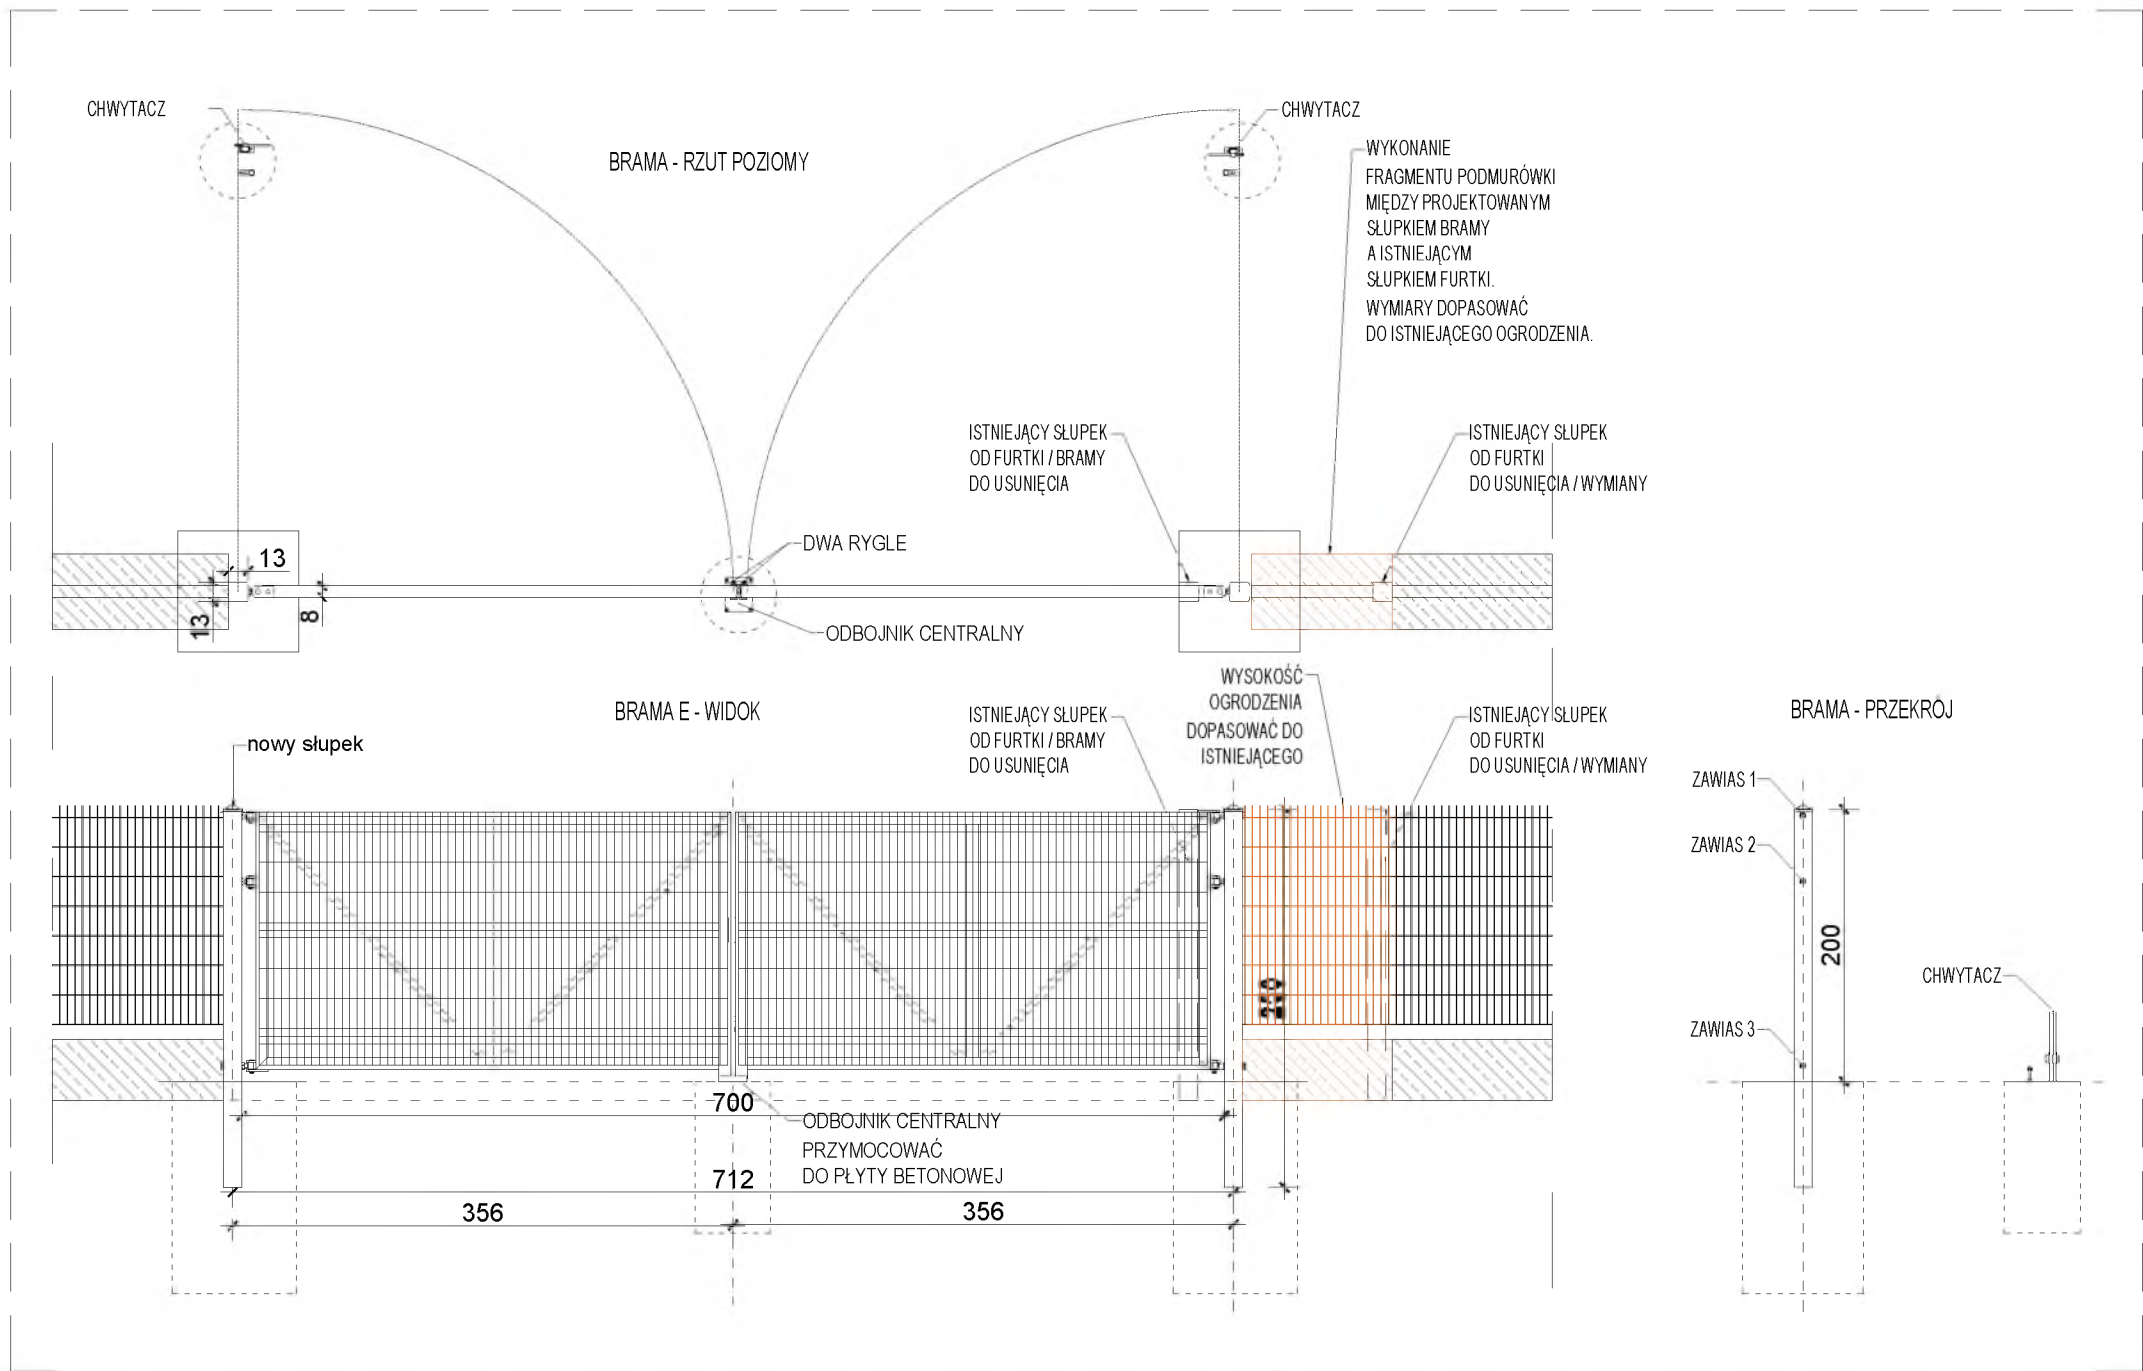 CHWYTACZ
BRAMA - RZUT POZIOMY
CHWYTACZ
WYKONANIE
FRAGMENTU PODMURÓWKI
MIĘDZY PROJEKTOWANYM
SŁUPKIEM BRAMY
A ISTNIEJĄCYM
SŁUPKIEM FURTKI.
WYMIARY DOPASOWAĆ
DO ISTNIEJĄCEGO OGRODZENIA.
ISTNIEJĄCY SŁUPEK
OD FURTKI / BRAMY
DO USUNIĘCIA
ISTNIEJĄCY SŁUPEK
OD FURTKI
DO USUNIĘCIA / WYMIANY
13
13
8
DWA RYGLE
ODBOJNIK CENTRALNY
BRAMA E - WIDOK
nowy słupek
ISTNIEJĄCY SŁUPEK
OD FURTKI / BRAMY
DO USUNIĘCIA
WYSOKOŚĆ
OGRODZENIA
DOPASOWAĆ DO
ISTNIEJĄCEGO
ISTNIEJĄCY SŁUPEK
OD FURTKI
DO USUNIĘCIA / WYMIANY
700
ODBOJNIK CENTRALNY
PRZYMOCOWAĆ
DO PŁYTY BETONOWEJ
712
356
356
BRAMA - PRZEKRÓJ
ZAWIAS 1
ZAWIAS 2
200
CHWYTACZ
ZAWIAS 3